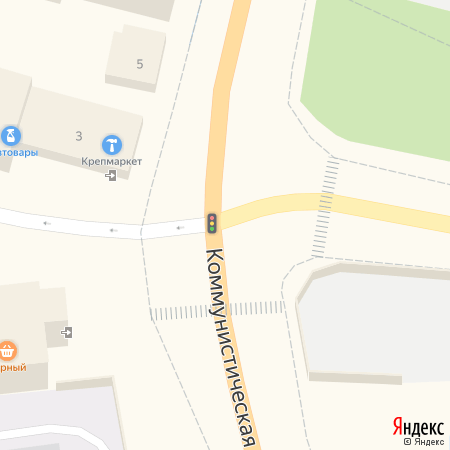 5
3
товары
Крепмаркет
Коммунистическая
рный
Яндекс
© Яндекс